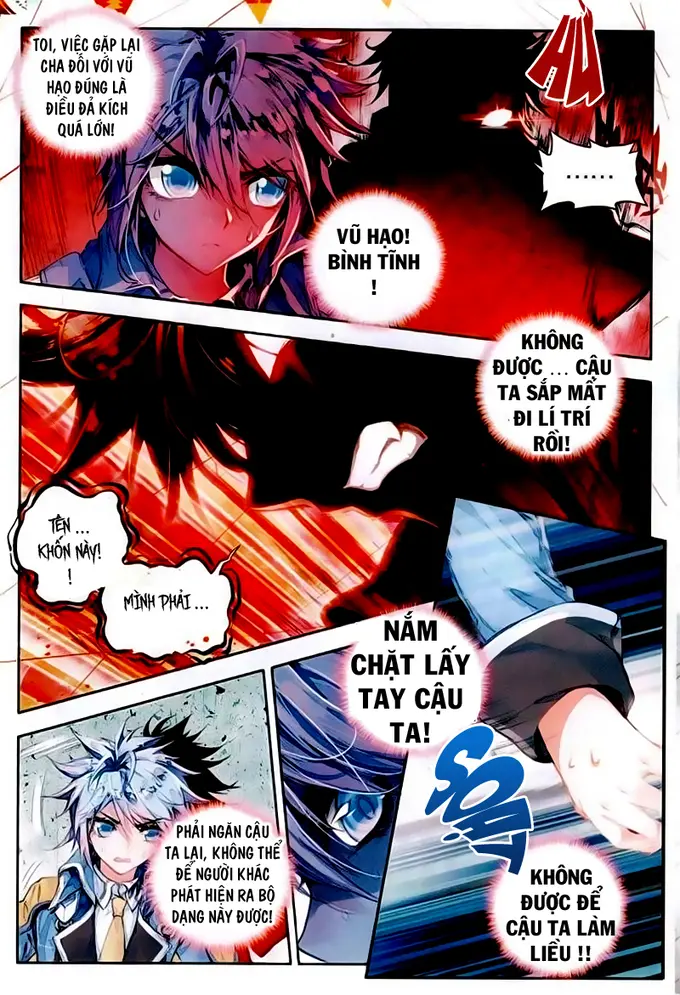 TOI, VIỆC GẶP LẠI
CHA ĐỐI VỚI VŨ
HẠO ĐÚNG LÀ
ĐIỀU ĐẢ KÍCH
QUÁ LỚN!
HỪ
......
VŨ HẠO!
BÌNH TĨNH
!
KHÔNG
ĐƯỢC ... CẬU
TA SẮP MẤT
ĐI LÍ TRÍ
RỒI!
TÊN ...
KHỐN NÀY!
!
MÌNH PHẢI ...
NẮM
CHẶT LẤY
TAY CẬU
TA!
SOẠT
PHẢI NGĂN CẬU
TA LẠI, KHÔNG THỂ
ĐỂ NGƯỜI KHÁC
PHÁT HIỆN RA BỘ
DẠNG NÀY ĐƯỢC!
KHÔNG
ĐƯỢC ĐỂ
CẬU TA LÀM
LIỀU !!